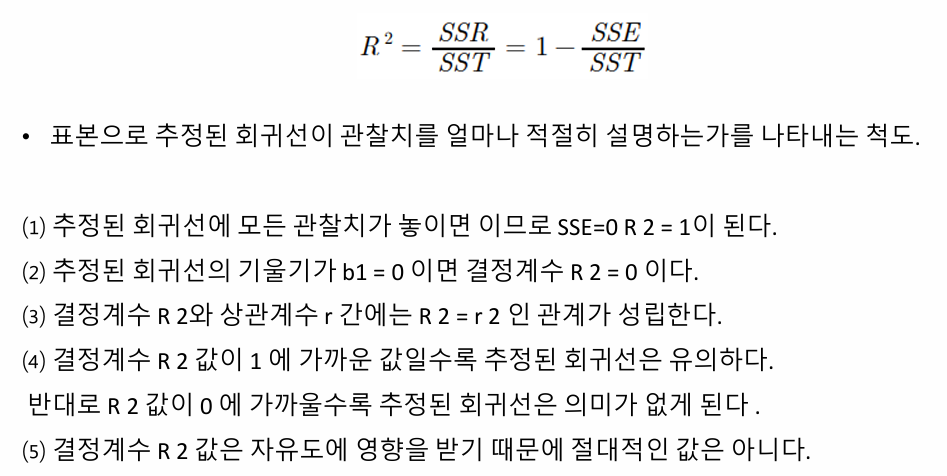 R² = SSR/SST = 1 − SSE/SST
• 표본으로 추정된 회귀선이 관찰치를 얼마나 적절히 설명하는가를 나타내는 척도.
(1) 추정된 회귀선에 모든 관찰치가 놓이면 이므로 SSE=0 R 2 = 1이 된다.
(2) 추정된 회귀선의 기울기가 b1 = 0 이면 결정계수 R 2 = 0 이다.
(3) 결정계수 R 2와 상관계수 r 간에는 R 2 = r 2 인 관계가 성립한다.
(4) 결정계수 R 2 값이 1 에 가까운 값일수록 추정된 회귀선은 유의하다.
반대로 R 2 값이 0 에 가까울수록 추정된 회귀선은 의미가 없게 된다 .
(5) 결정계수 R 2 값은 자유도에 영향을 받기 때문에 절대적인 값은 아니다.